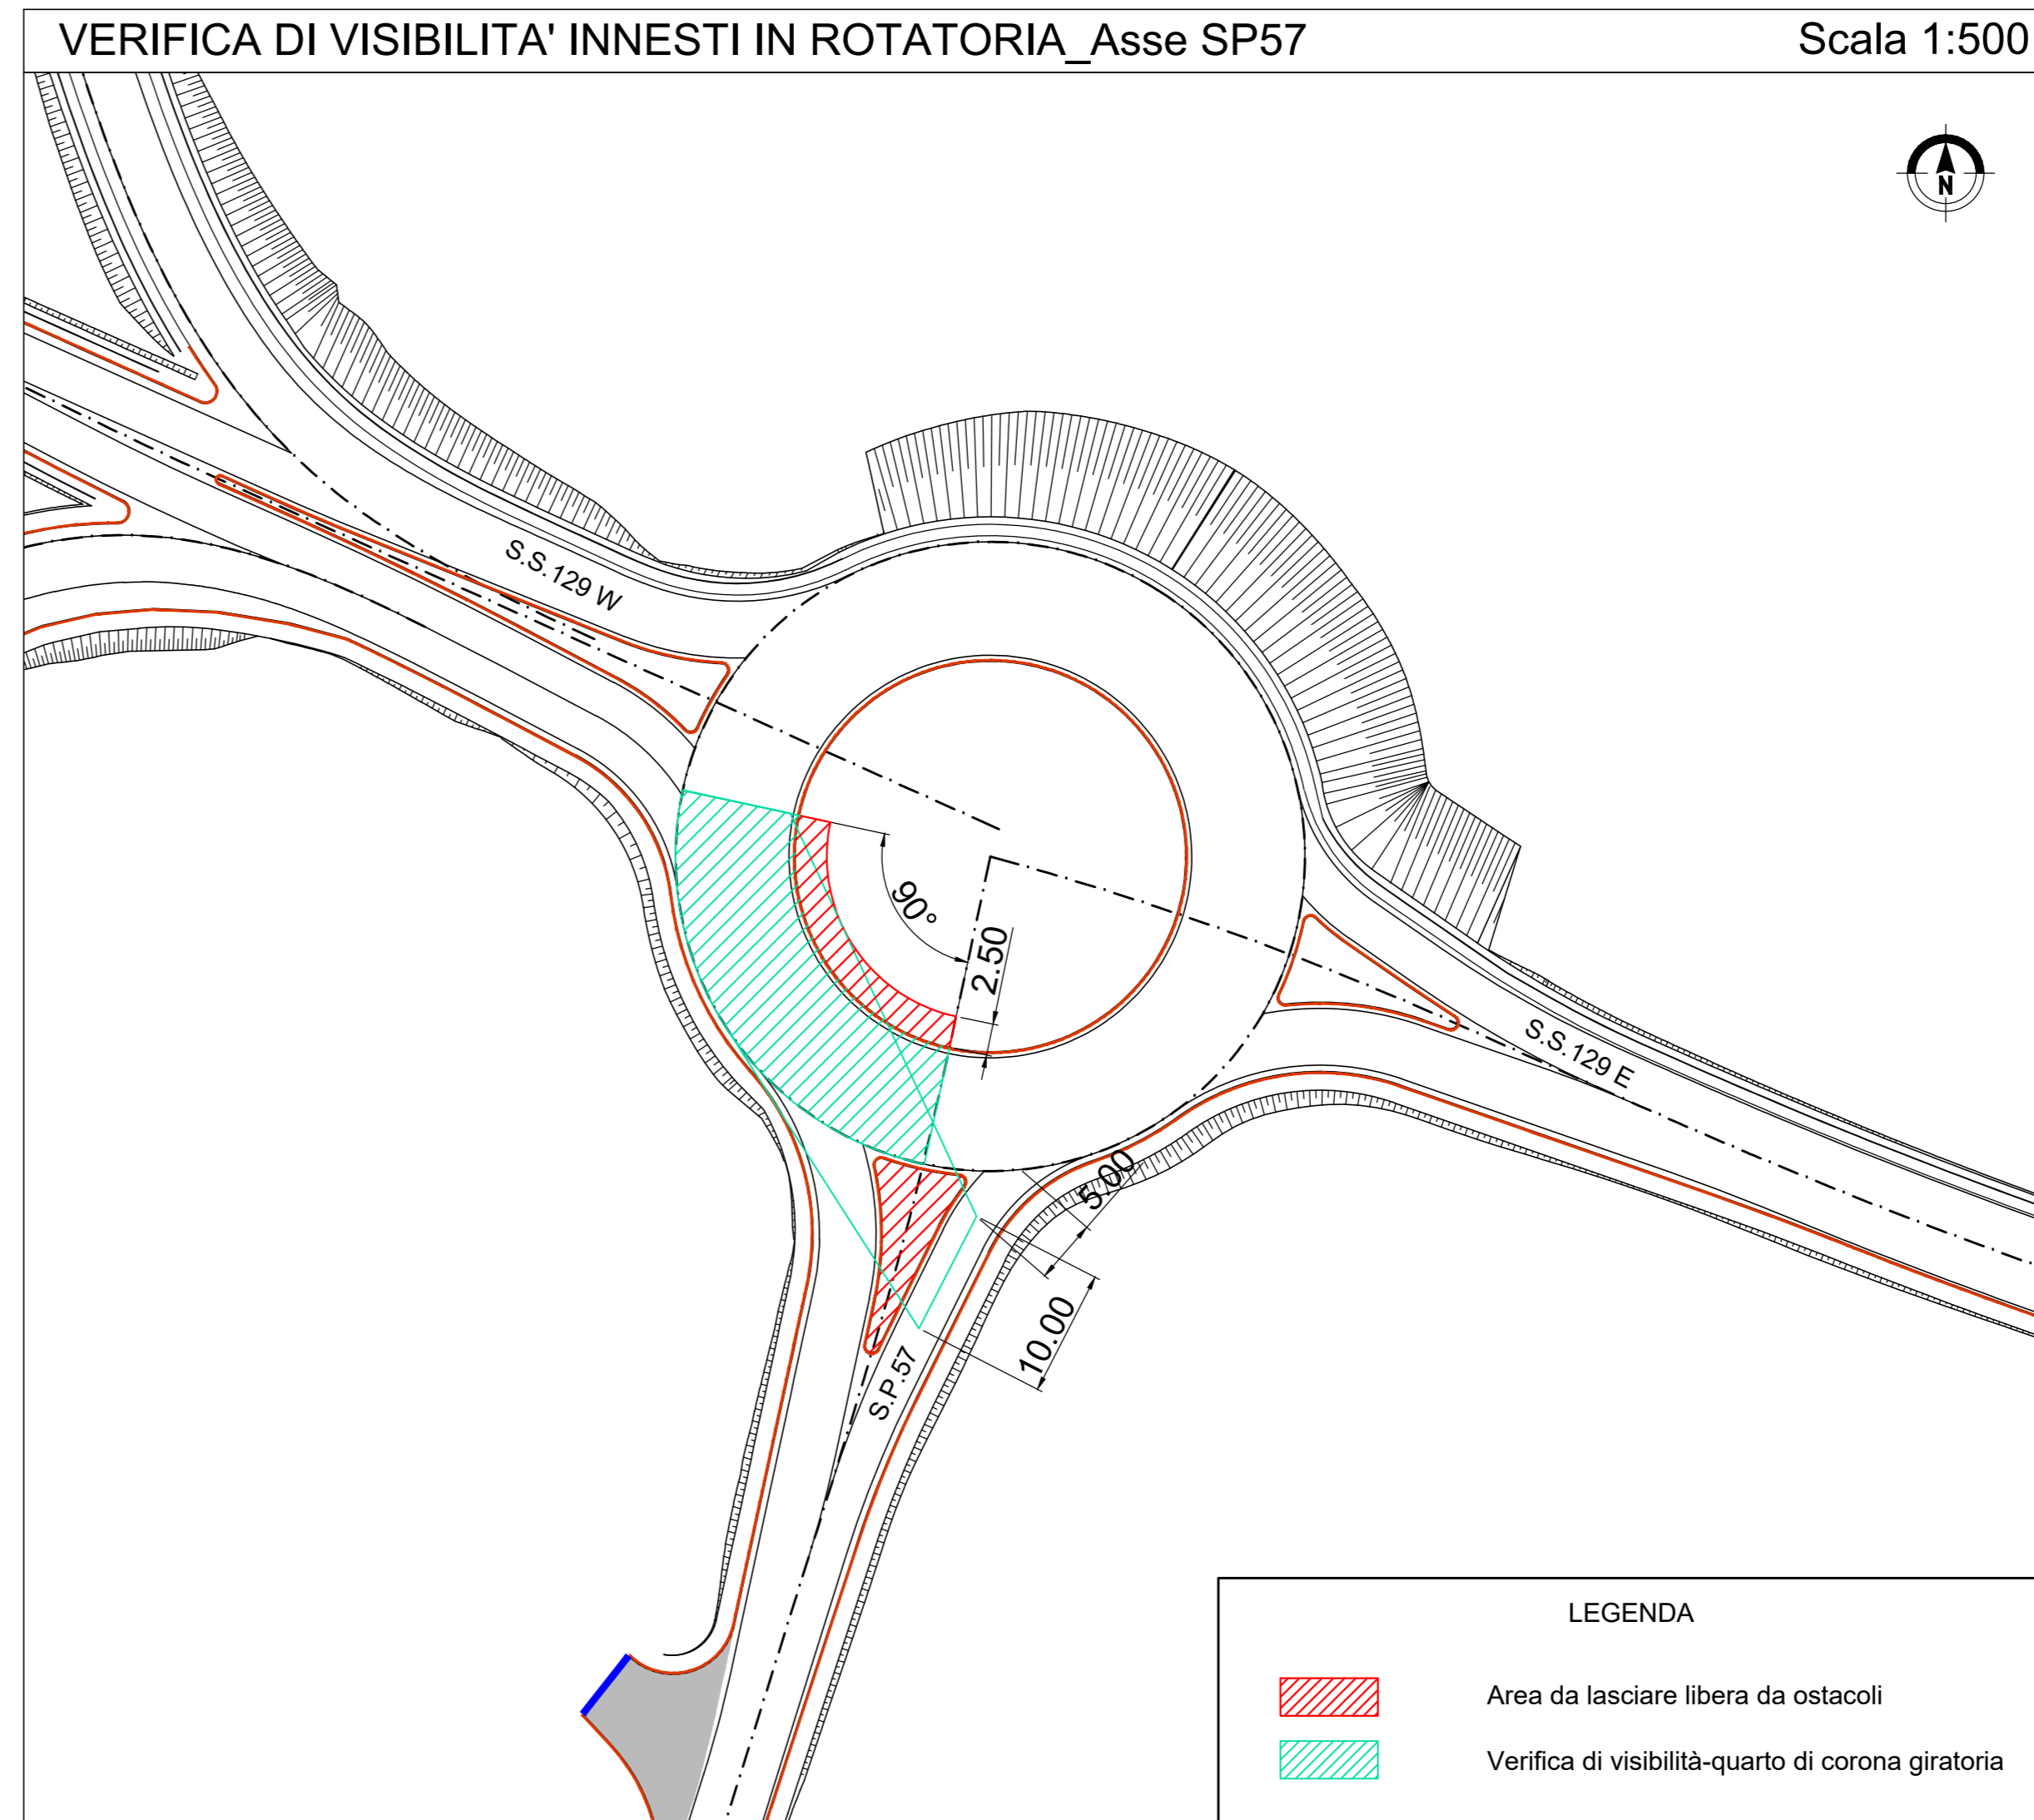 VERIFICA DI VISIBILITA' INNESTI IN ROTATORIA_Asse SP57
Scala 1:500
N
S.S.129 W
90°
2.50
S.S.129 E
5.00
10.00
S.P.57
LEGENDA
Area da lasciare libera da ostacoli
Verifica di visibilità-quarto di corona giratoria